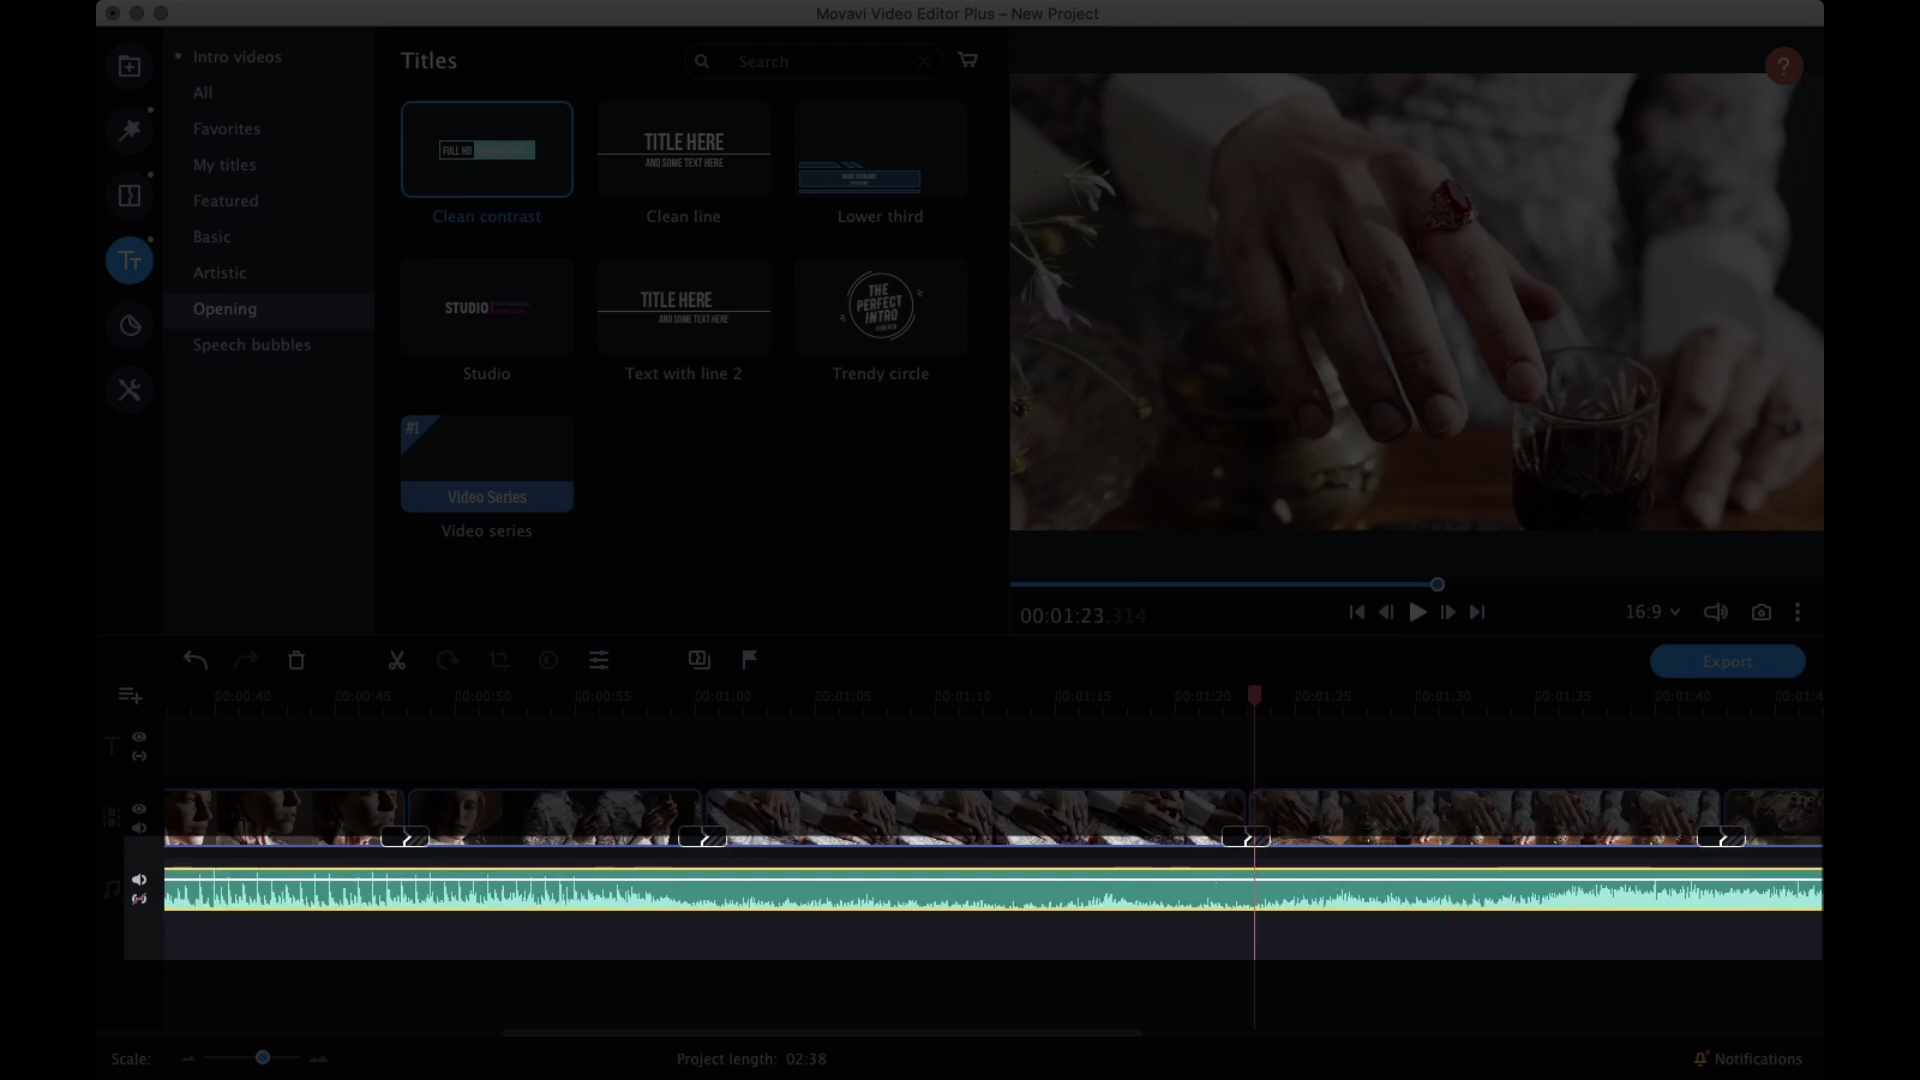 Movavi Video Editor Plus – New Project
Intro videos
All
Favorites
My titles
Featured
Basic
Artistic
Opening
Speech bubbles
Titles
Search
?
FULL HD
Clean contrast
TITLE HERE
AND SOME TEXT HERE
Clean line
Lower third
STUDIO
Studio
TITLE HERE
AND SOME TEXT HERE
Text with line 2
THE
PERFECT
INTRO
FOREVER
Trendy circle
#1
Video Series
Video series
00:01:23.314
16:9
Export
00:00:40 00:00:45 00:00:50 00:00:55 00:01:00 00:01:05 00:01:10 00:01:15 00:01:20 00:01:25 00:01:30 00:01:35 00:01:40 00:01:4
Scale:
Project length: 02:38
Notifications